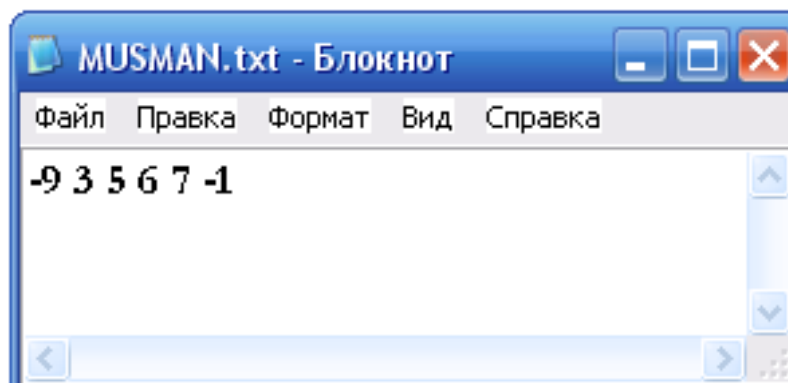 MUSMAN.txt - Блокнот
Файл Правка Формат Вид Справка
-9 3 5 6 7 -1